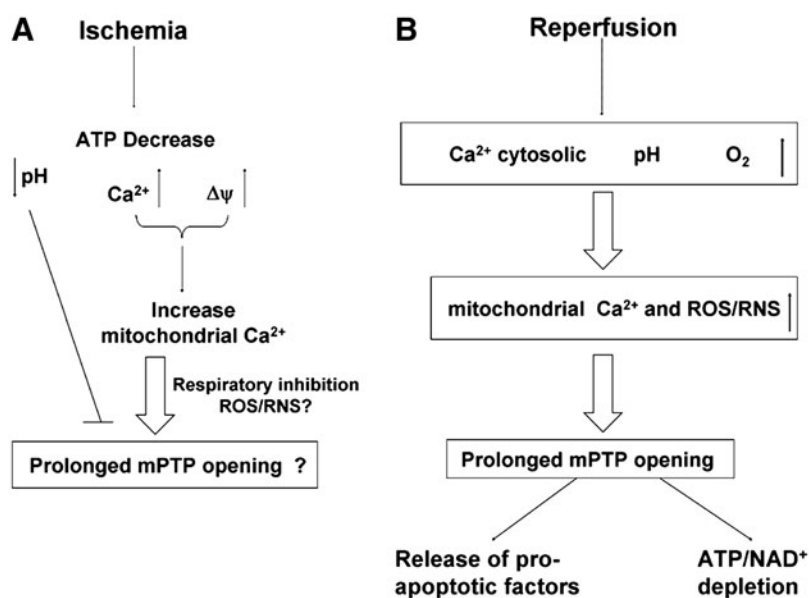 A
Ischemia
ATP Decrease
pH
Ca²⁺
Δψ
Increase
mitochondrial Ca²⁺
Respiratory inhibition
ROS/RNS?
Prolonged mPTP opening ?
B
Reperfusion
Ca²⁺ cytosolic pH O₂
mitochondrial Ca²⁺ and ROS/RNS
Prolonged mPTP opening
Release of pro-
apoptotic factors
ATP/NAD⁺
depletion